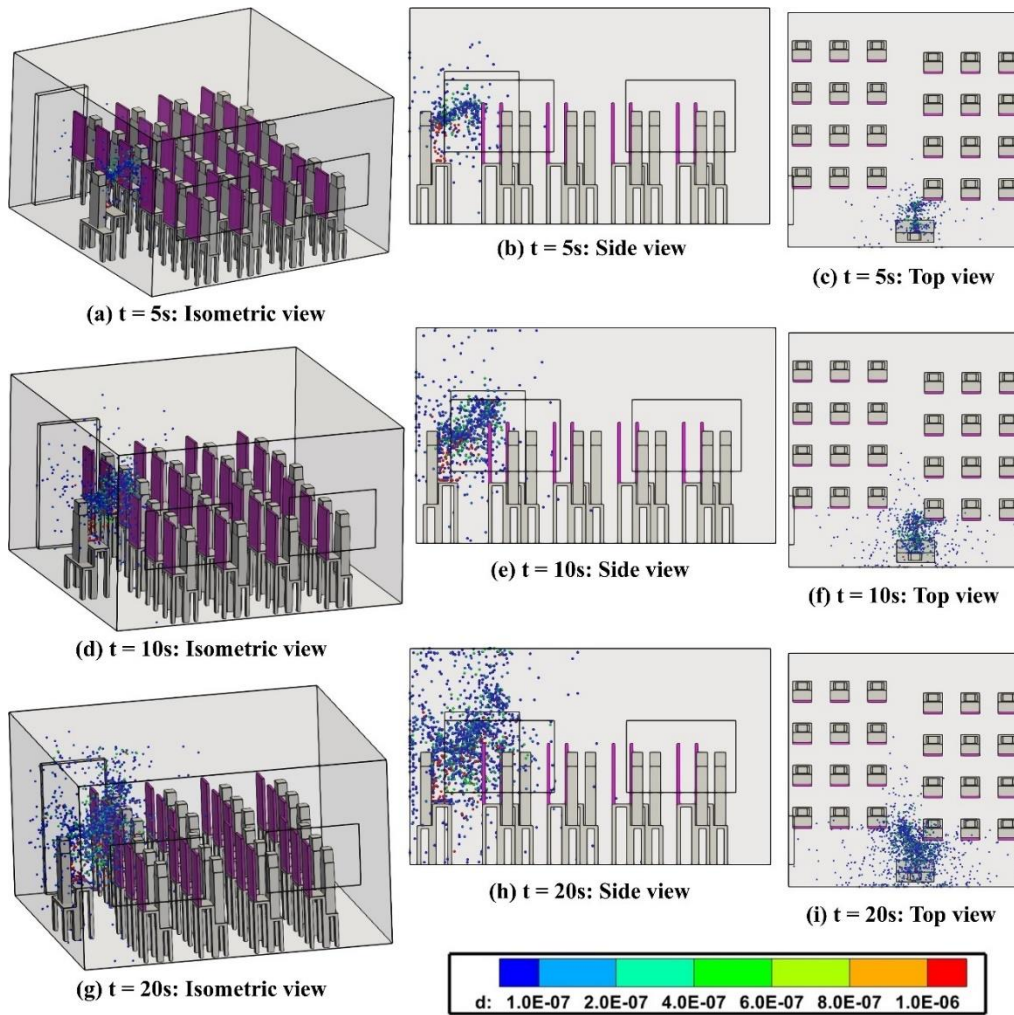 (a) t = 5s: Isometric view
(b) t = 5s: Side view
(c) t = 5s: Top view
(d) t = 10s: Isometric view
(e) t = 10s: Side view
(f) t = 10s: Top view
(g) t = 20s: Isometric view
(h) t = 20s: Side view
(i) t = 20s: Top view
d: 1.0E-07 2.0E-07 4.0E-07 6.0E-07 8.0E-07 1.0E-06